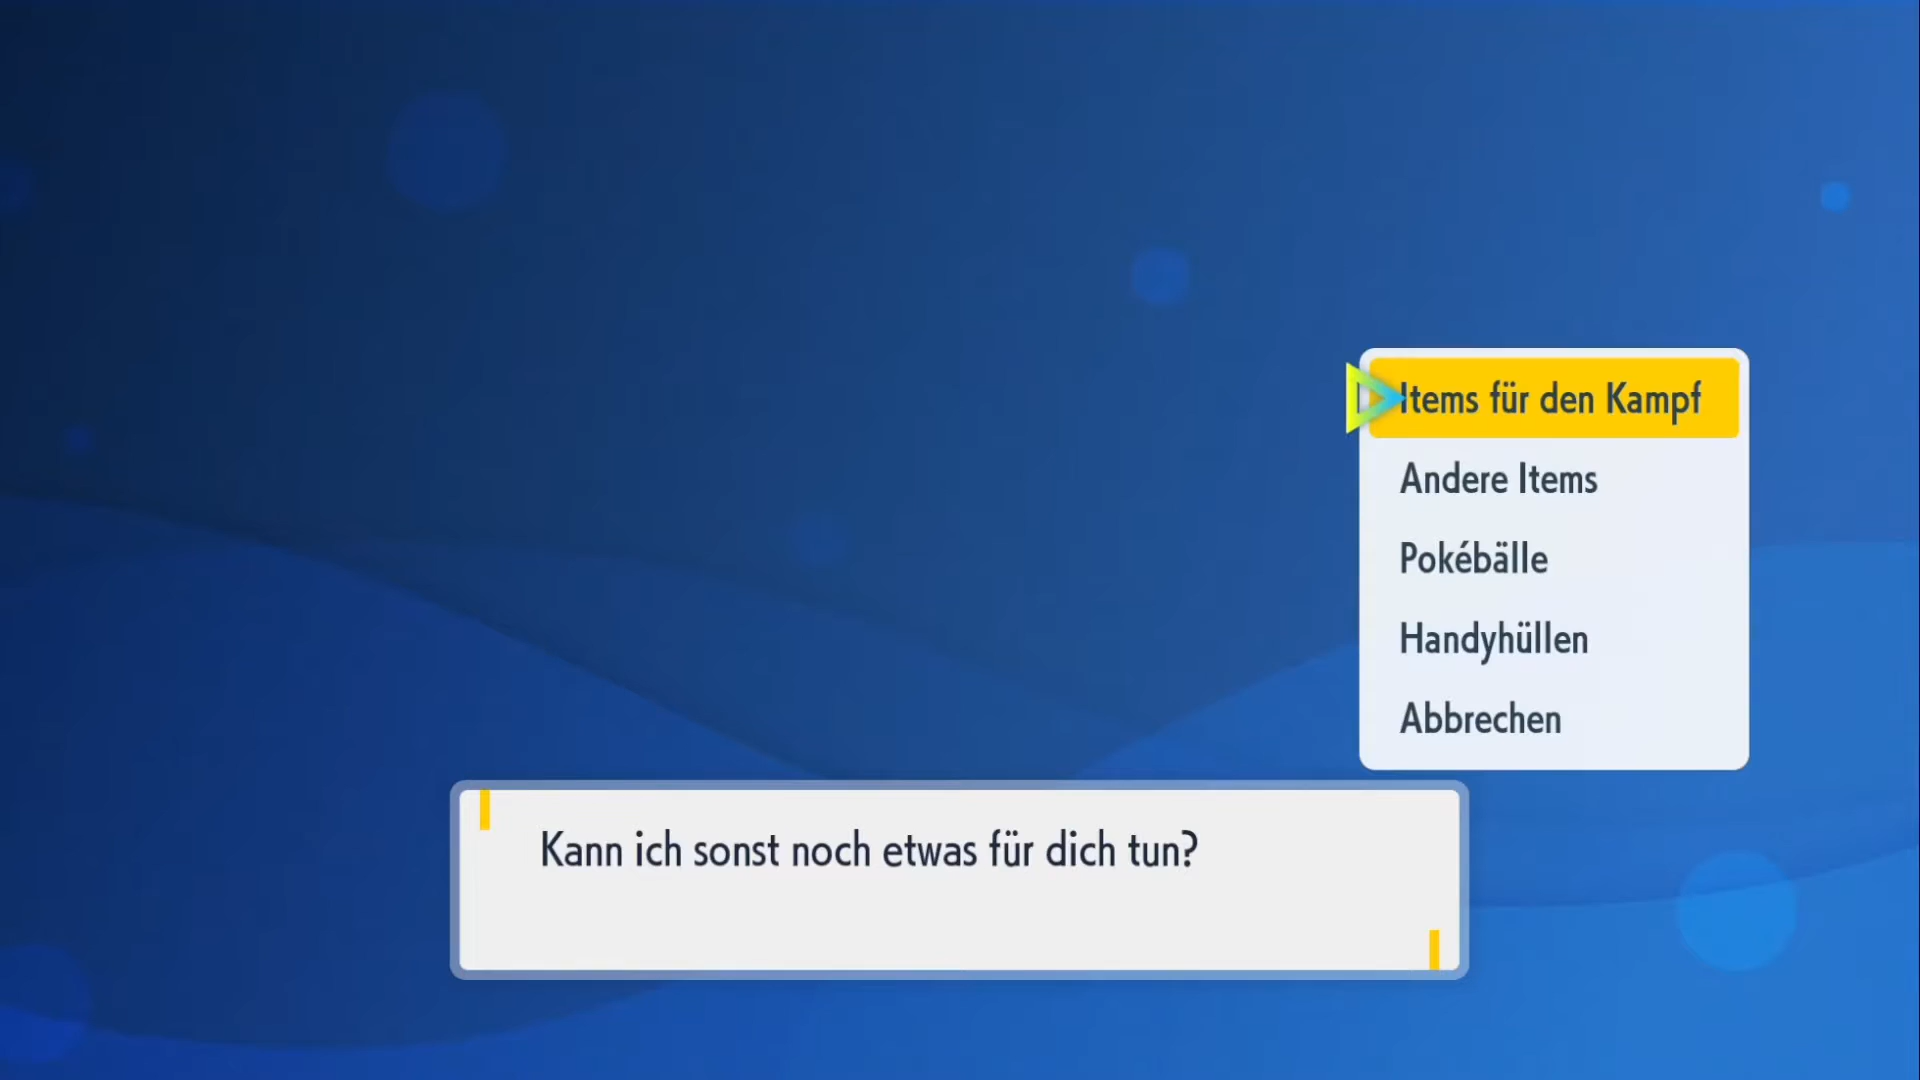 Items für den Kampf
Andere Items
Pokébälle
Handyhüllen
Abbrechen
Kann ich sonst noch etwas für dich tun?